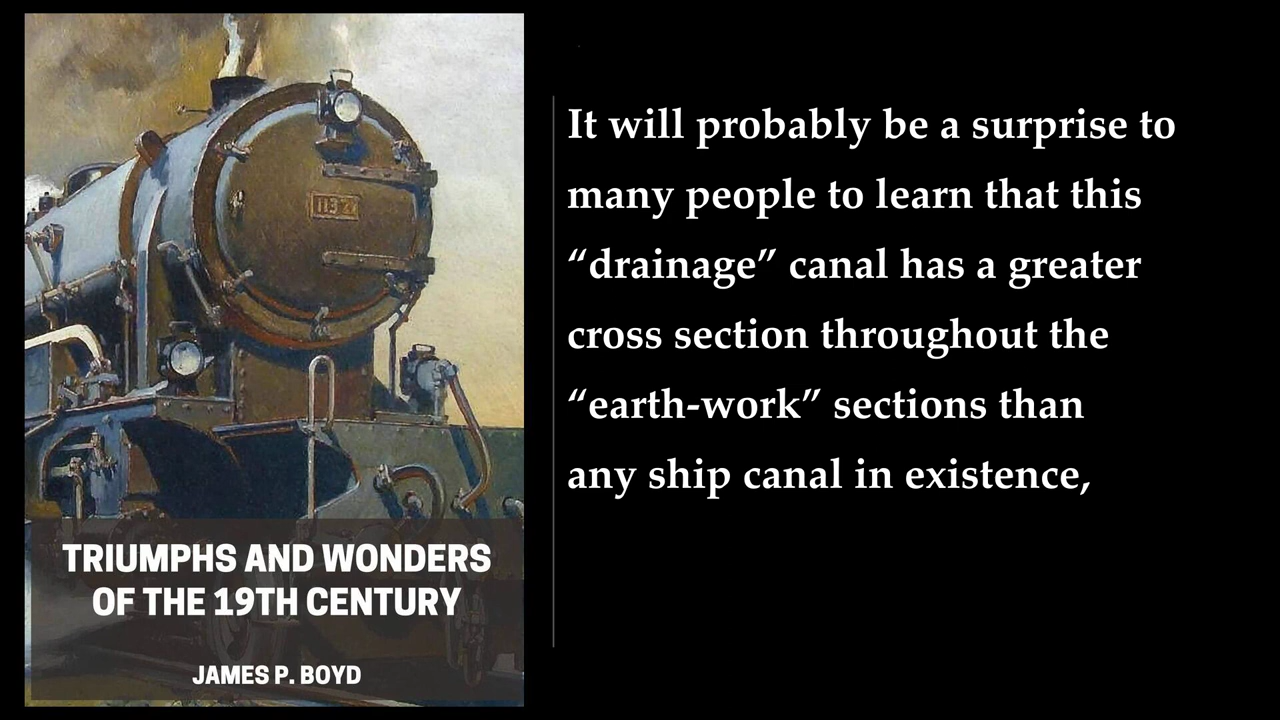 It will probably be a surprise to
many people to learn that this
“drainage” canal has a greater
cross section throughout the
“earth-work” sections than
any ship canal in existence,
TRIUMPHS AND WONDERS
OF THE 19TH CENTURY
JAMES P. BOYD